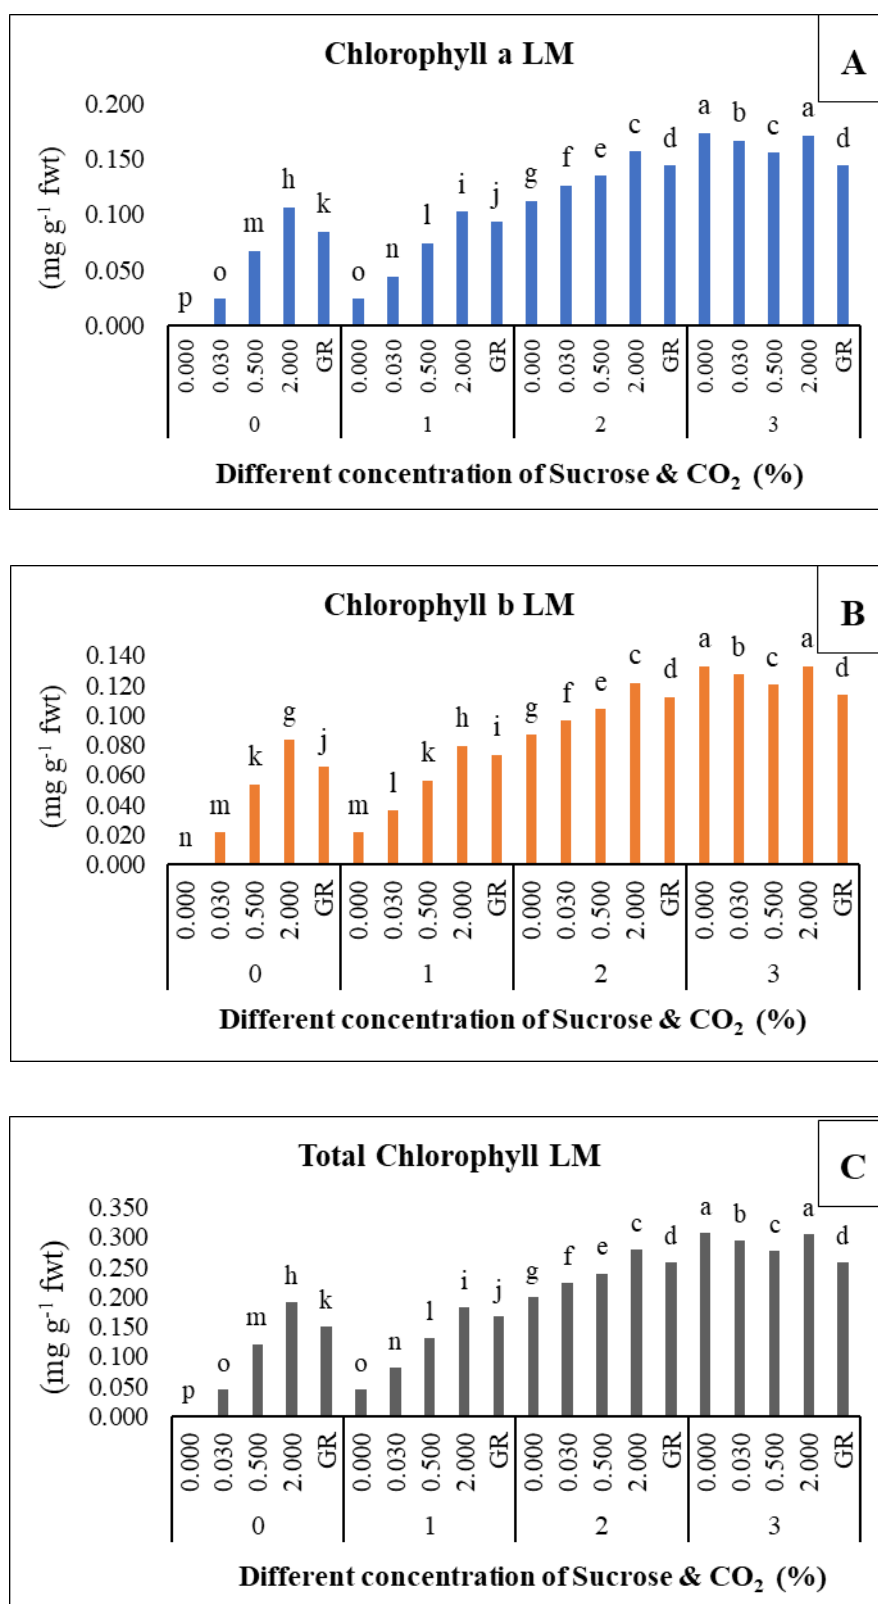 Chlorophyll a LM
A
0.200
0.150
0.100
0.050
0.000
(mg g⁻¹ fwt)
p o m h k o n l i j g f e c d a b c a d
0.000 0.030 0.500 2.000 GR 0.000 0.030 0.500 2.000 GR 0.000 0.030 0.500 2.000 GR 0.000 0.030 0.500 2.000 GR
0 1 2 3
Different concentration of Sucrose & CO₂ (%)
Chlorophyll b LM
B
0.140
0.120
0.100
0.080
0.060
0.040
0.020
0.000
(mg g⁻¹ fwt)
n m k g j m l k h i g f e c d a b c a d
0.000 0.030 0.500 2.000 GR 0.000 0.030 0.500 2.000 GR 0.000 0.030 0.500 2.000 GR 0.000 0.030 0.500 2.000 GR
0 1 2 3
Different concentration of Sucrose & CO₂ (%)
Total Chlorophyll LM
C
0.350
0.300
0.250
0.200
0.150
0.100
0.050
0.000
(mg g⁻¹ fwt)
p o m h k o n l i j g f e c d a b c a d
0.000 0.030 0.500 2.000 GR 0.000 0.030 0.500 2.000 GR 0.000 0.030 0.500 2.000 GR 0.000 0.030 0.500 2.000 GR
0 1 2 3
Different concentration of Sucrose & CO₂ (%)